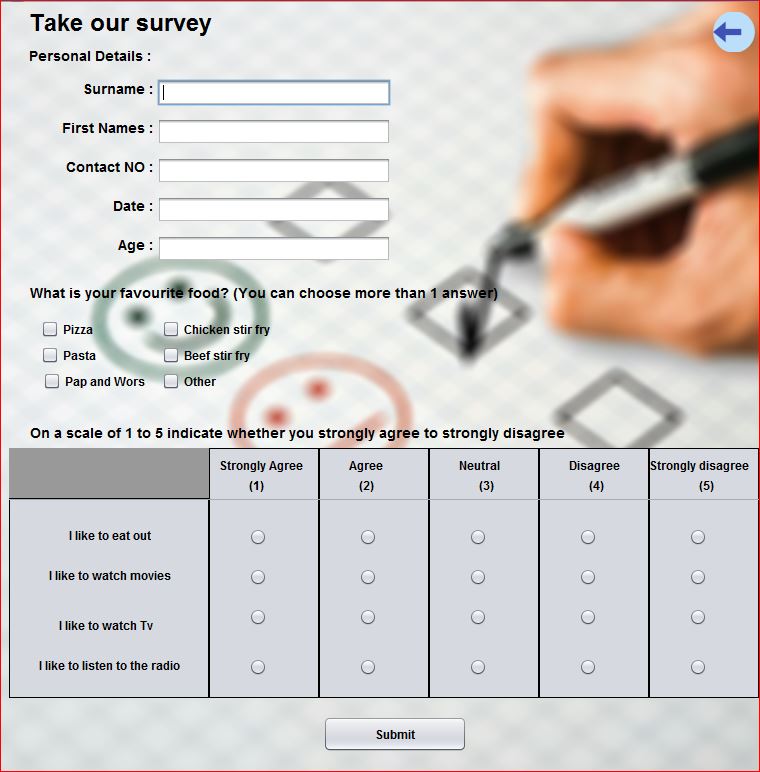 Take our survey
Personal Details :
Surname :
First Names :
Contact NO :
Date :
Age :
What is your favourite food? (You can choose more than 1 answer)
Pizza Chicken stir fry
Pasta Beef stir fry
Pap and Wors Other
On a scale of 1 to 5 indicate whether you strongly agree to strongly disagree
Strongly Agree Agree Neutral Disagree Strongly disagree
(1) (2) (3) (4) (5)
I like to eat out
I like to watch movies
I like to watch Tv
I like to listen to the radio
Submit